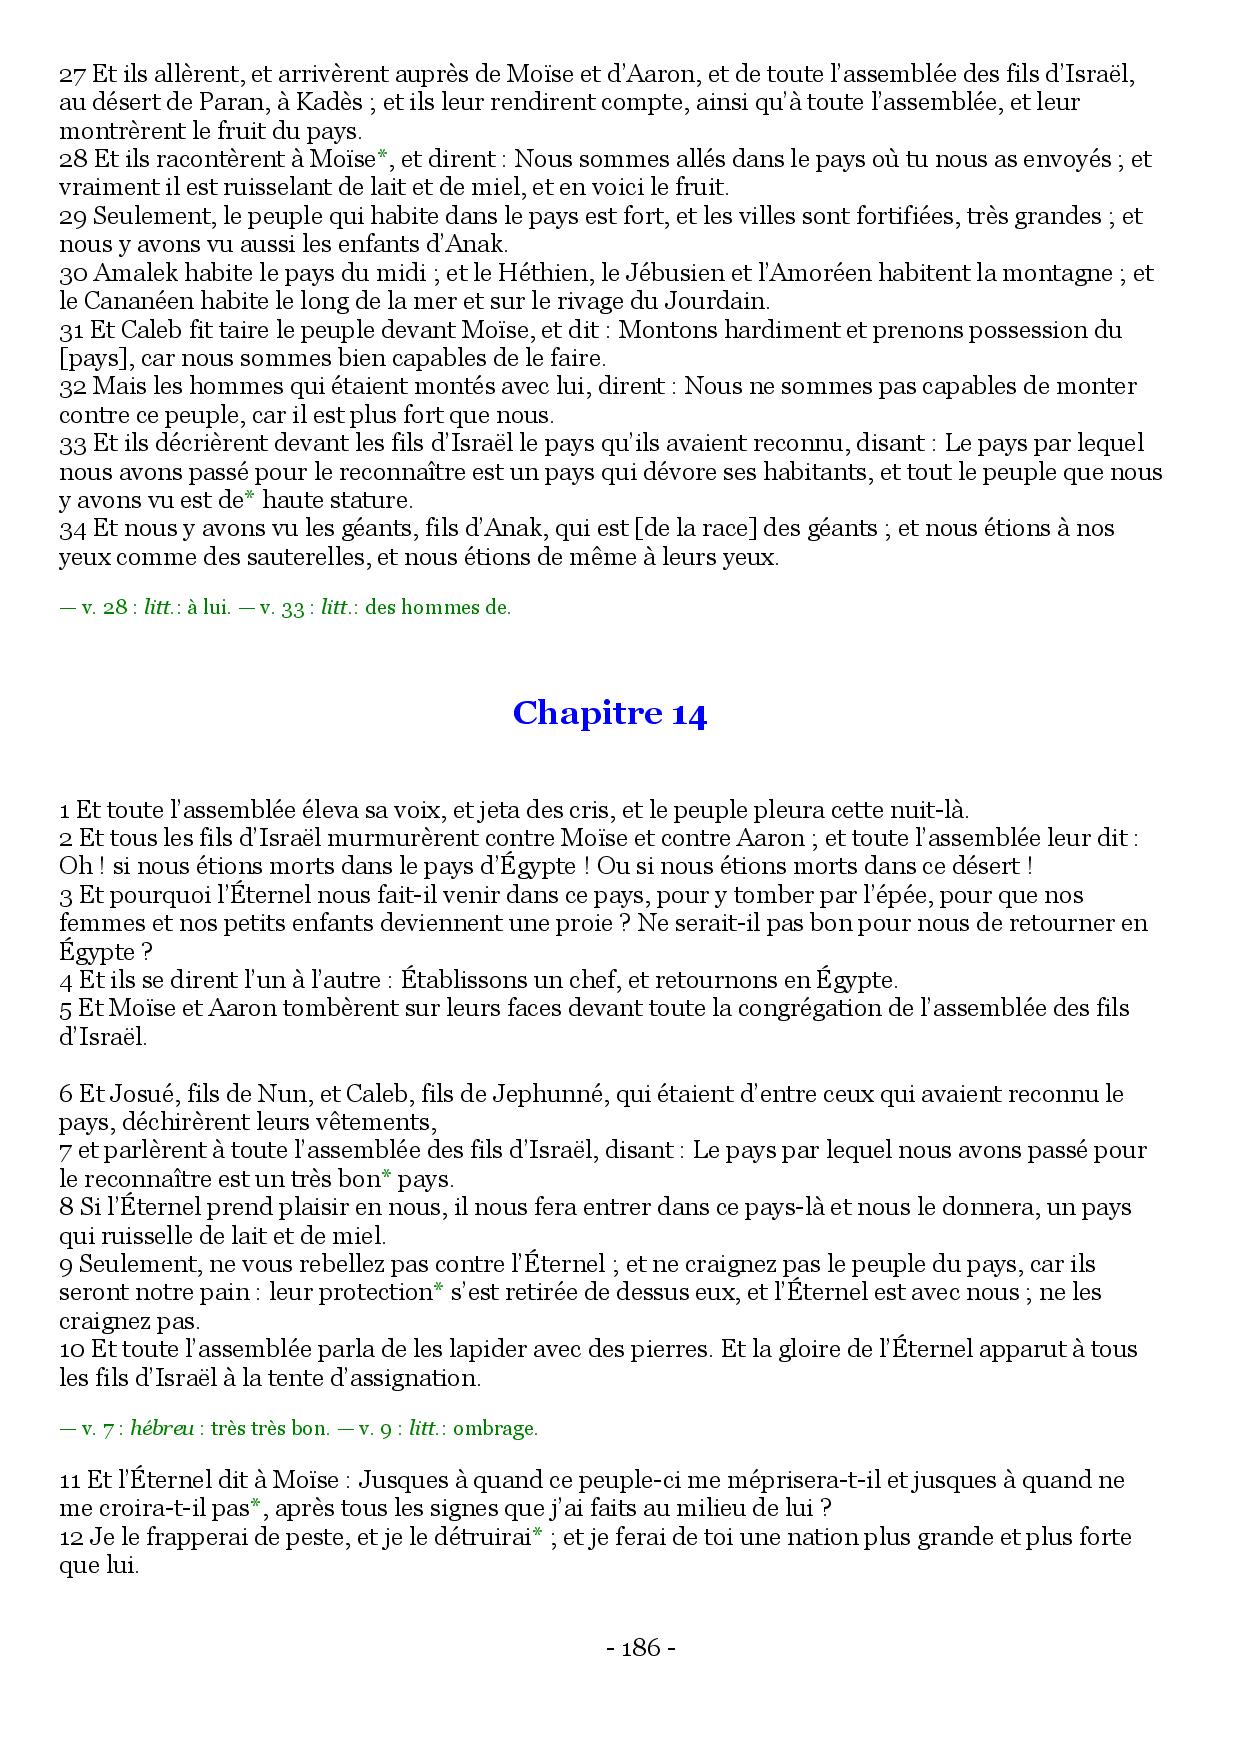 27 Et ils allèrent, et arrivèrent auprès de Moïse et d’Aaron, et de toute l’assemblée des fils d’Israël,
au désert de Paran, à Kadès ; et ils leur rendirent compte, ainsi qu’à toute l’assemblée, et leur
montrèrent le fruit du pays.
28 Et ils racontèrent à Moïse*, et dirent : Nous sommes allés dans le pays où tu nous as envoyés ; et
vraiment il est ruisselant de lait et de miel, et en voici le fruit.
29 Seulement, le peuple qui habite dans le pays est fort, et les villes sont fortifiées, très grandes ; et
nous y avons vu aussi les enfants d’Anak.
30 Amalek habite le pays du midi ; et le Héthien, le Jébusien et l’Amoréen habitent la montagne ; et
le Cananéen habite le long de la mer et sur le rivage du Jourdain.
31 Et Caleb fit taire le peuple devant Moïse, et dit : Montons hardiment et prenons possession du
[pays], car nous sommes bien capables de le faire.
32 Mais les hommes qui étaient montés avec lui, dirent : Nous ne sommes pas capables de monter
contre ce peuple, car il est plus fort que nous.
33 Et ils décrièrent devant les fils d’Israël le pays qu’ils avaient reconnu, disant : Le pays par lequel
nous avons passé pour le reconnaître est un pays qui dévore ses habitants, et tout le peuple que nous
y avons vu est de* haute stature.
34 Et nous y avons vu les géants, fils d’Anak, qui est [de la race] des géants ; et nous étions à nos
yeux comme des sauterelles, et nous étions de même à leurs yeux.
— v. 28 : litt.: à lui. — v. 33 : litt.: des hommes de.
Chapitre 14
1 Et toute l’assemblée éleva sa voix, et jeta des cris, et le peuple pleura cette nuit-là.
2 Et tous les fils d’Israël murmurèrent contre Moïse et contre Aaron ; et toute l’assemblée leur dit :
Oh ! si nous étions morts dans le pays d’Égypte ! Ou si nous étions morts dans ce désert !
3 Et pourquoi l’Éternel nous fait-il venir dans ce pays, pour y tomber par l’épée, pour que nos
femmes et nos petits enfants deviennent une proie ? Ne serait-il pas bon pour nous de retourner en
Égypte ?
4 Et ils se dirent l’un à l’autre : Établissons un chef, et retournons en Égypte.
5 Et Moïse et Aaron tombèrent sur leurs faces devant toute la congrégation de l’assemblée des fils
d’Israël.
6 Et Josué, fils de Nun, et Caleb, fils de Jephunné, qui étaient d’entre ceux qui avaient reconnu le
pays, déchirèrent leurs vêtements,
7 et parlèrent à toute l’assemblée des fils d’Israël, disant : Le pays par lequel nous avons passé pour
le reconnaître est un très bon* pays.
8 Si l’Éternel prend plaisir en nous, il nous fera entrer dans ce pays-là et nous le donnera, un pays
qui ruisselle de lait et de miel.
9 Seulement, ne vous rebellez pas contre l’Éternel ; et ne craignez pas le peuple du pays, car ils
seront notre pain : leur protection* s’est retirée de dessus eux, et l’Éternel est avec nous ; ne les
craignez pas.
10 Et toute l’assemblée parla de les lapider avec des pierres. Et la gloire de l’Éternel apparut à tous
les fils d’Israël à la tente d’assignation.
— v. 7 : hébreu : très très bon. — v. 9 : litt.: ombrage.
11 Et l’Éternel dit à Moïse : Jusques à quand ce peuple-ci me méprisera-t-il et jusques à quand ne
me croira-t-il pas*, après tous les signes que j’ai faits au milieu de lui ?
12 Je le frapperai de peste, et je le détruirai* ; et je ferai de toi une nation plus grande et plus forte
que lui.
- 186 -